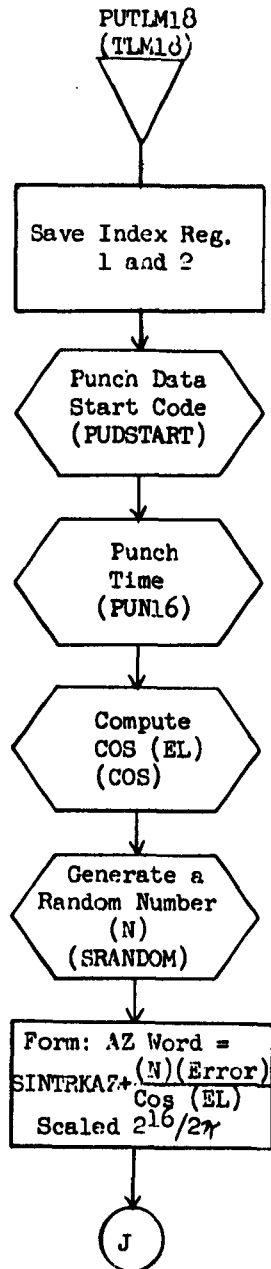 PUTLM18
(TLM18)
Save Index Reg.
1 and 2
Punch Data
Start Code
(PUDSTART)
Punch
Time
(PUN16)
Compute
COS (EL)
(COS)
Generate a
Random Number
(N)
(SRANDOM)
Form: AZ Word =
SINTRKAZ+ (N)(Error)
Cos (EL)
Scaled 2^16/2π
J